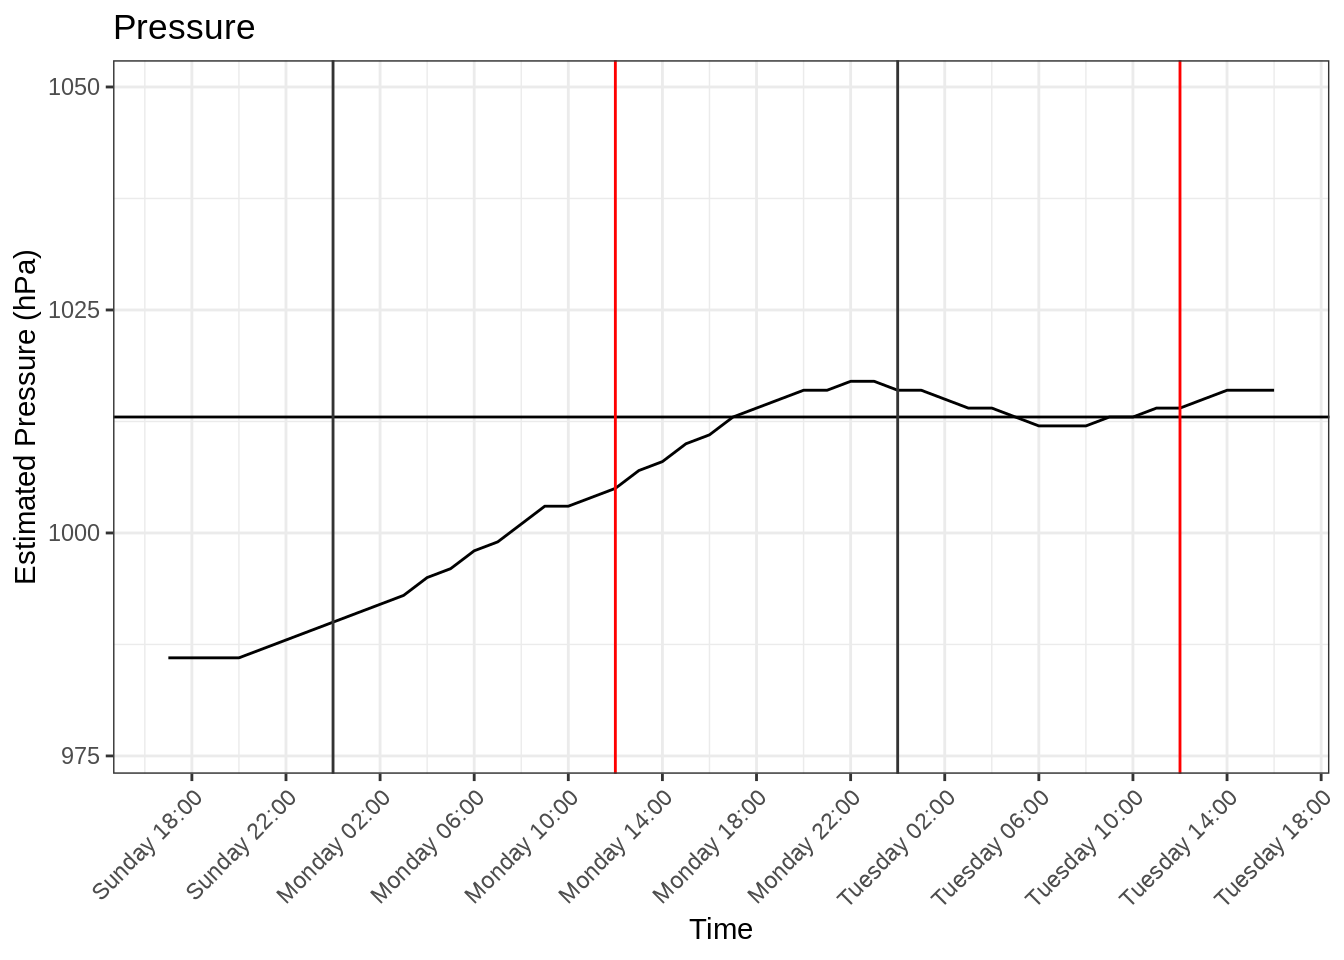 Pressure
1050
1025
1000
975
Estimated Pressure (hPa)
Sunday 18:00
Sunday 22:00
Monday 02:00
Monday 06:00
Monday 10:00
Monday 14:00
Monday 18:00
Monday 22:00
Tuesday 02:00
Tuesday 06:00
Tuesday 10:00
Tuesday 14:00
Tuesday 18:00
Time